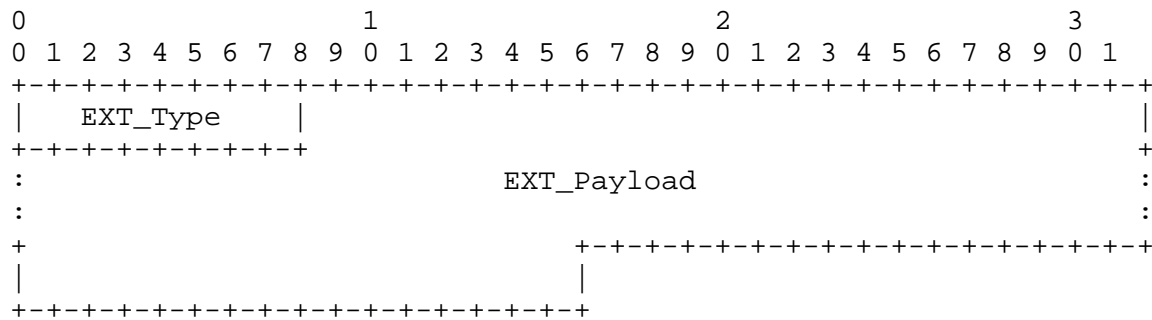 0                   1                   2                   3
0 1 2 3 4 5 6 7 8 9 0 1 2 3 4 5 6 7 8 9 0 1 2 3 4 5 6 7 8 9 0 1
+-+-+-+-+-+-+-+-+-+-+-+-+-+-+-+-+-+-+-+-+-+-+-+-+-+-+-+-+-+-+-+-+
|   EXT_Type    |                                               |
+-+-+-+-+-+-+-+-+                                               +
:                           EXT_Payload                         :
:                                                               :
+                               +-+-+-+-+-+-+-+-+-+-+-+-+-+-+-+-+
|                               |
+-+-+-+-+-+-+-+-+-+-+-+-+-+-+-+-+